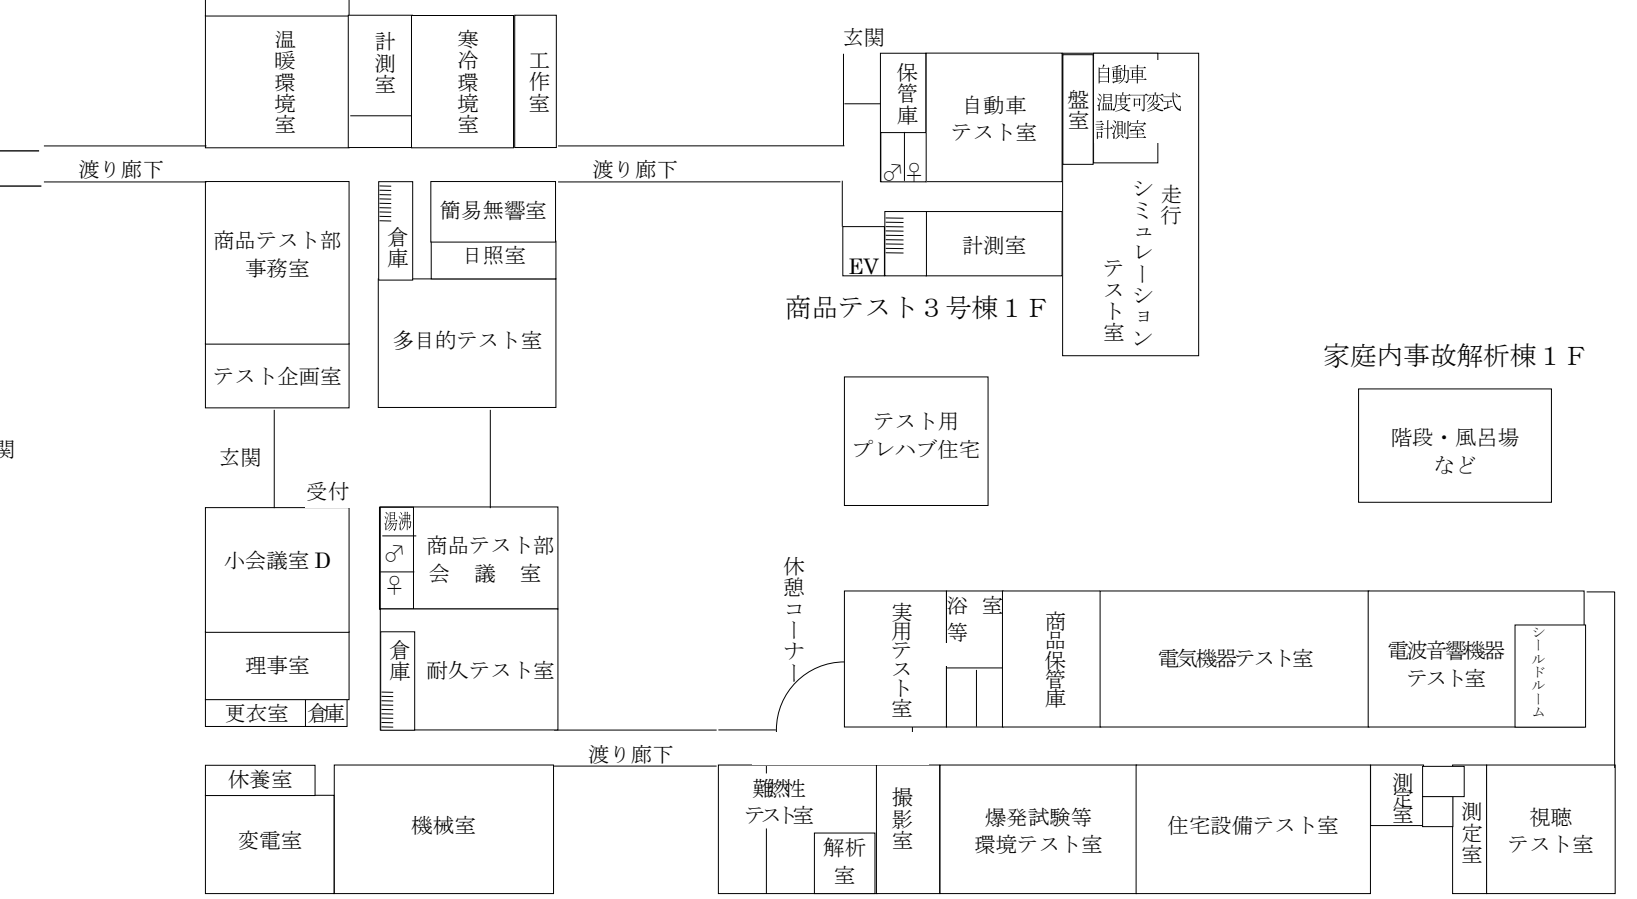 温暖環境室
計測室
寒冷環境室
工作室
玄関
保管庫
♂
♀
自動車
テスト室
盤室
自動車
温度可変式
計測室
走行
シミュレーション
テスト室
渡り廊下
渡り廊下
商品テスト部
事務室
倉庫
簡易無響室
日照室
EV
計測室
商品テスト３号棟１Ｆ
多目的テスト室
テスト企画室
家庭内事故解析棟１Ｆ
テスト用
プレハブ住宅
階段・風呂場
など
関
玄関
受付
小会議室 D
湯沸
♂
♀
商品テスト部
会 議 室
理事室
更衣室
倉庫
倉庫
耐久テスト室
休憩コーナー
実用テスト室
浴 室
等
商品保管庫
電気機器テスト室
電波音響機器
テスト室
シールドルーム
渡り廊下
休養室
変電室
機械室
難燃性
テスト室
解析
室
撮影室
爆発試験等
環境テスト室
住宅設備テスト室
測定室
測定室
視聴
テスト室